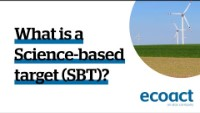 What is a
Science-based
target (SBT)?
ecoact